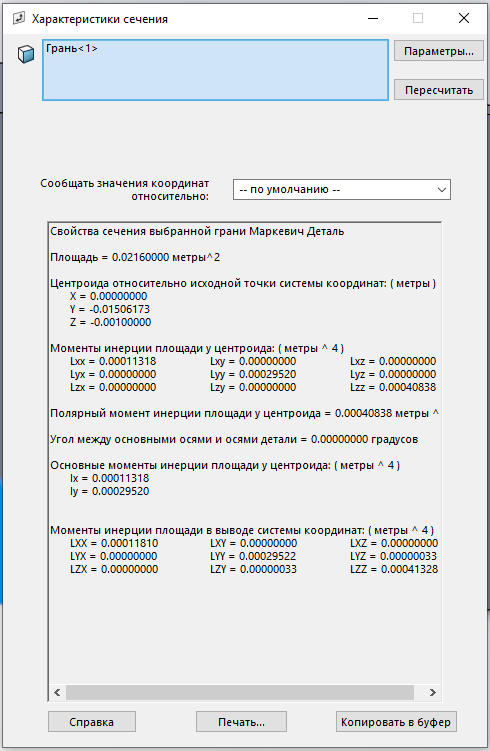 Характеристики сечения
Грань<1>
Параметры...
Пересчитать
Сообщать значения координат
относительно:
-- по умолчанию --
Свойства сечения выбранной грани Маркевич Деталь
Площадь = 0.02160000 метры^2
Центроида относительно исходной точки системы координат: ( метры )
X = 0.00000000
Y = -0.01506173
Z = -0.00100000
Моменты инерции площади у центроида: ( метры ^ 4 )
Lxx = 0.00011318 Lxy = 0.00000000 Lxz = 0.00000000
Lyx = 0.00000000 Lyy = 0.00029520 Lyz = 0.00000000
Lzx = 0.00000000 Lzy = 0.00000000 Lzz = 0.00040838
Полярный момент инерции площади у центроида = 0.00040838 метры ^
Угол между основными осями и осями детали = 0.00000000 градусов
Основные моменты инерции площади у центроида: ( метры ^ 4 )
Ix = 0.00011318
Iy = 0.00029520
Моменты инерции площади в выводе системы координат: ( метры ^ 4 )
LXX = 0.00011810 LXY = 0.00000000 LXZ = 0.00000000
LYX = 0.00000000 LYY = 0.00029522 LYZ = 0.00000033
LZX = 0.00000000 LZY = 0.00000033 LZZ = 0.00041328
Справка
Печать...
Копировать в буфер